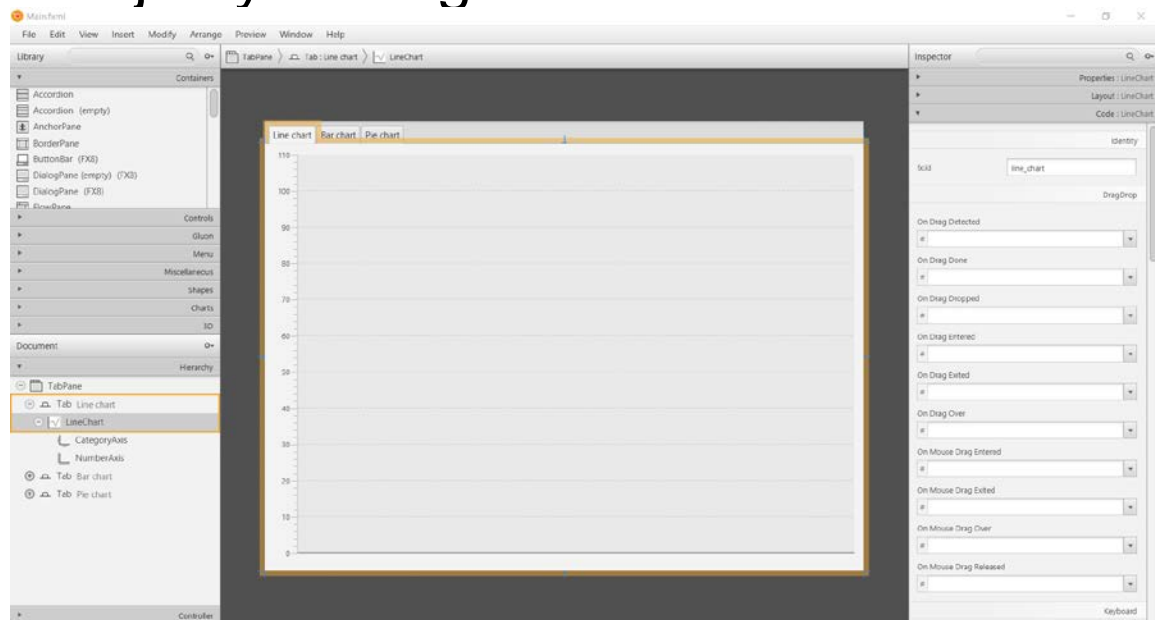 Main.fxml
File Edit View Insert Modify Arrange Preview Window Help
Library
TabPane Tab : Line chart LineChart
Inspector
Containers
Accordion
Accordion (empty)
AnchorPane
BorderPane
ButtonBar (FX8)
DialogPane (empty) (FX8)
DialogPane (FX8)
FlowPane
Controls
Gluon
Menu
Miscellaneous
Shapes
Charts
3D
Document
Hierarchy
TabPane
Tab Line chart
LineChart
CategoryAxis
NumberAxis
Tab Bar chart
Tab Pie chart
Controller
Line chart Bar chart Pie chart
110
100
90
80
70
60
50
40
30
20
10
0
Properties : LineChart
Layout : LineChart
Code : LineChart
Identity
fx:id line_chart
DragDrop
On Drag Detected
#
On Drag Done
#
On Drag Dropped
#
On Drag Entered
#
On Drag Exited
#
On Drag Over
#
On Mouse Drag Entered
#
On Mouse Drag Exited
#
On Mouse Drag Over
#
On Mouse Drag Released
#
Keyboard